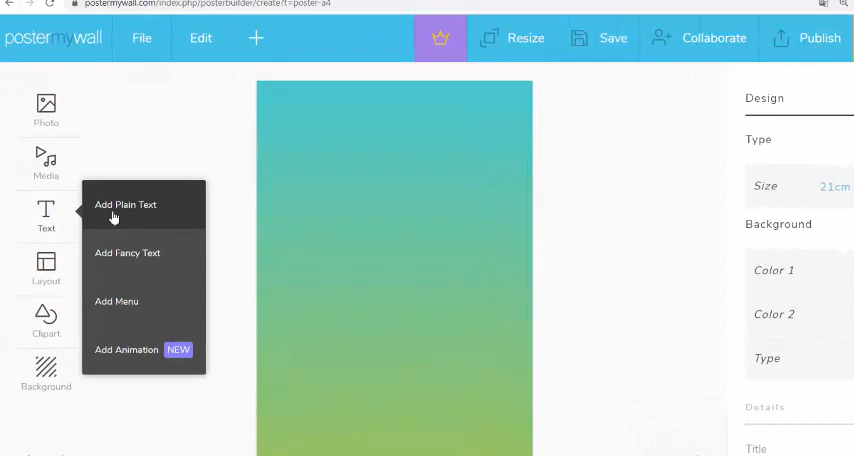 postermywall.com/index.php/posterbuilder/create?t=poster-a4
postermywall
File
Edit
Resize
Save
Collaborate
Publish
Photo
Media
Text
Layout
Clipart
Background
Add Plain Text
Add Fancy Text
Add Menu
Add Animation NEW
Design
Type
Size 21cm
Background
Color 1
Color 2
Type
Details
Title